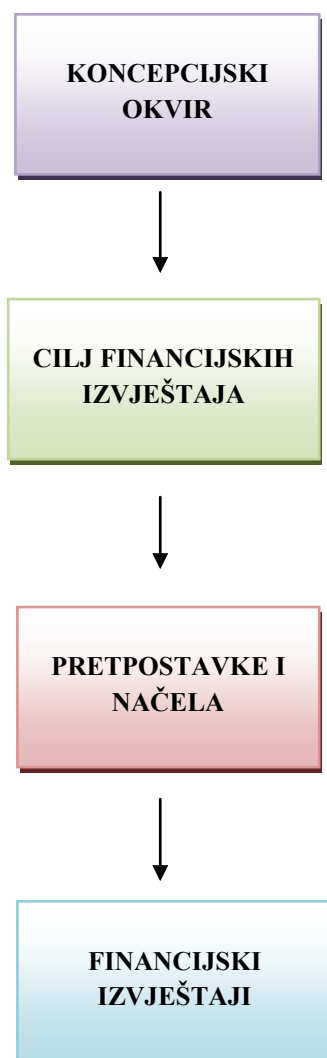 KONCEPCIJSKI
OKVIR
CILJ FINANCIJSKIH
IZVJEŠTAJA
PRETPOSTAVKE I
NAČELA
FINANCIJSKI
IZVJEŠTAJI